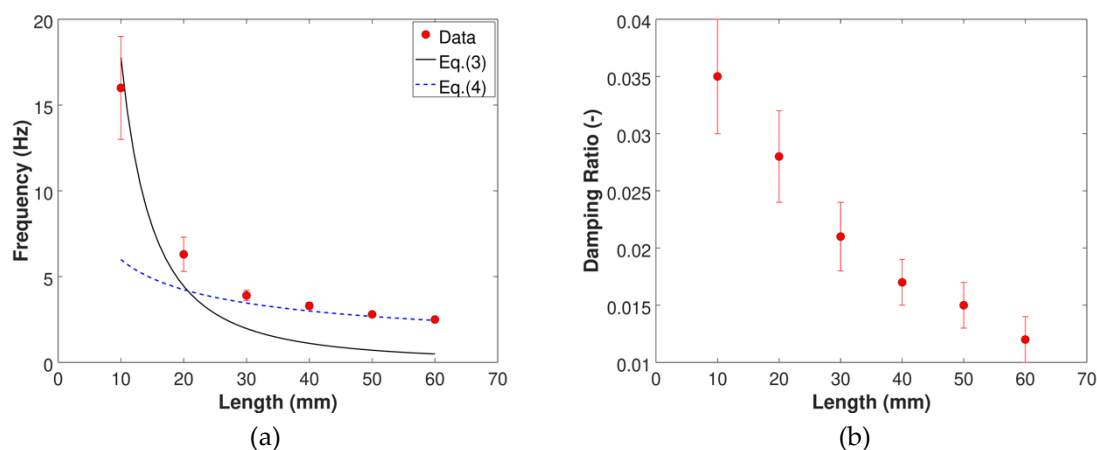 20
15
10
5
0
0 10 20 30 40 50 60 70
Frequency (Hz)
Length (mm)
Data
Eq.(3)
Eq.(4)
(a)
0.04
0.035
0.03
0.025
0.02
0.015
0.01
0 10 20 30 40 50 60 70
Damping Ratio (-)
Length (mm)
(b)